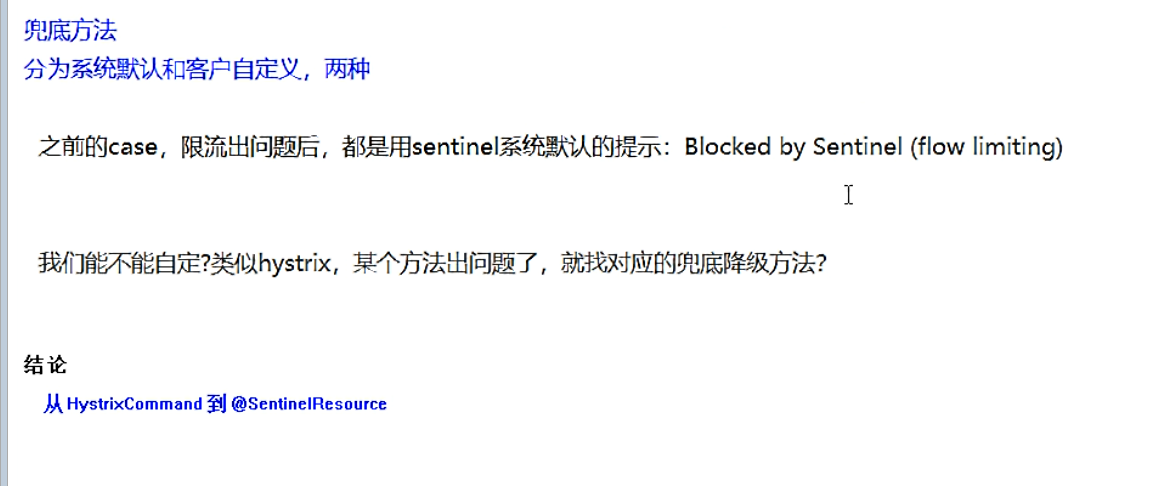 兜底方法
分为系统默认和客户自定义，两种
之前的case，限流出问题后，都是用sentinel系统默认的提示：Blocked by Sentinel (flow limiting)
我们能不能自定?类似hystrix，某个方法出问题了，就找对应的兜底降级方法？
结论
从 HystrixCommand 到 @SentinelResource